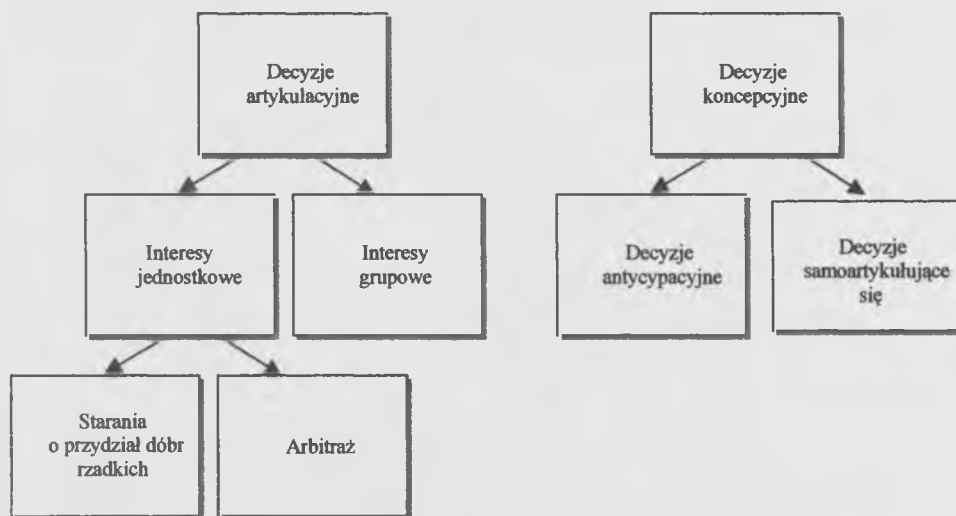 Decyzje
artykulacyjne
Decyzje
koncepcyjne
Interesy
jednostkowe
Interesy
grupowe
Decyzje
antycypacyjne
Decyzje
samoartykułujące
się
Starania
o przydział dóbr
rzadkich
Arbitraż